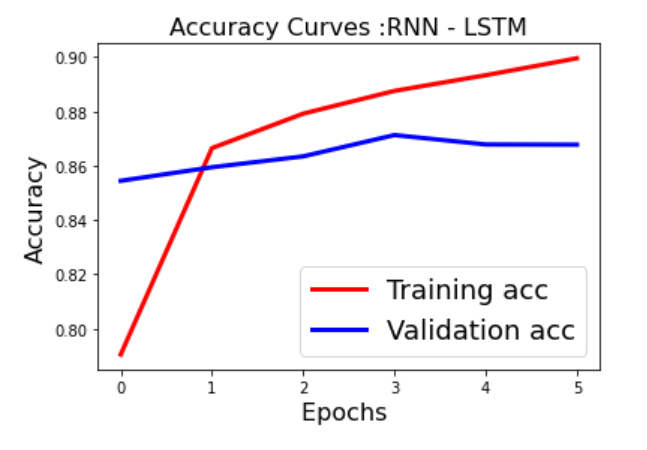 Accuracy Curves :RNN - LSTM
Accuracy
0.90
0.88
0.86
0.84
0.82
0.80
Training acc
Validation acc
0 1 2 3 4 5
Epochs